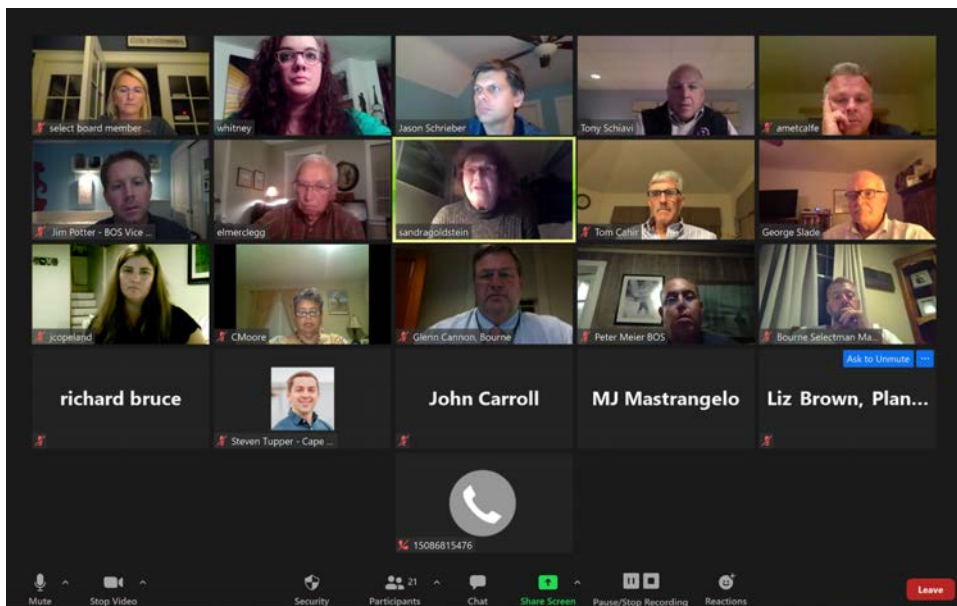 select board member ...
whitney
Jason Schrieber
Tony Schiavi
ametcalfe
Jim Potter - BOS Vice ...
elmerclegg
sandragoldstein
Tom Cahir
George Slade
jcopeland
CMoore
Glenn Cannon, Bourne
Peter Meier BOS
Bourne Selectman Ma...
Ask to Unmute
...
richard bruce
Steven Tupper - Cape ...
John Carroll
MJ Mastrangelo
Liz Brown, Plan...
15086815476
Mute
Stop Video
Security
Participants
21
Chat
Share Screen
Pause/Stop Recording
Reactions
Leave